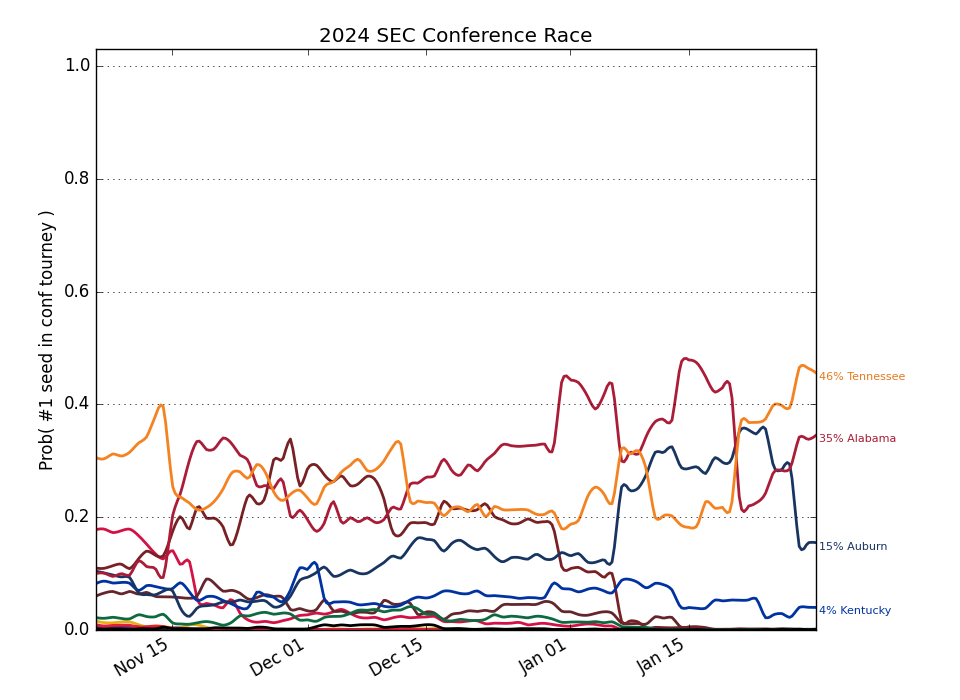 2024 SEC Conference Race
Prob( #1 seed in conf tourney )
1.0
0.8
0.6
0.4
0.2
0.0
46% Tennessee
35% Alabama
15% Auburn
4% Kentucky
Nov 15
Dec 01
Dec 15
Jan 01
Jan 15